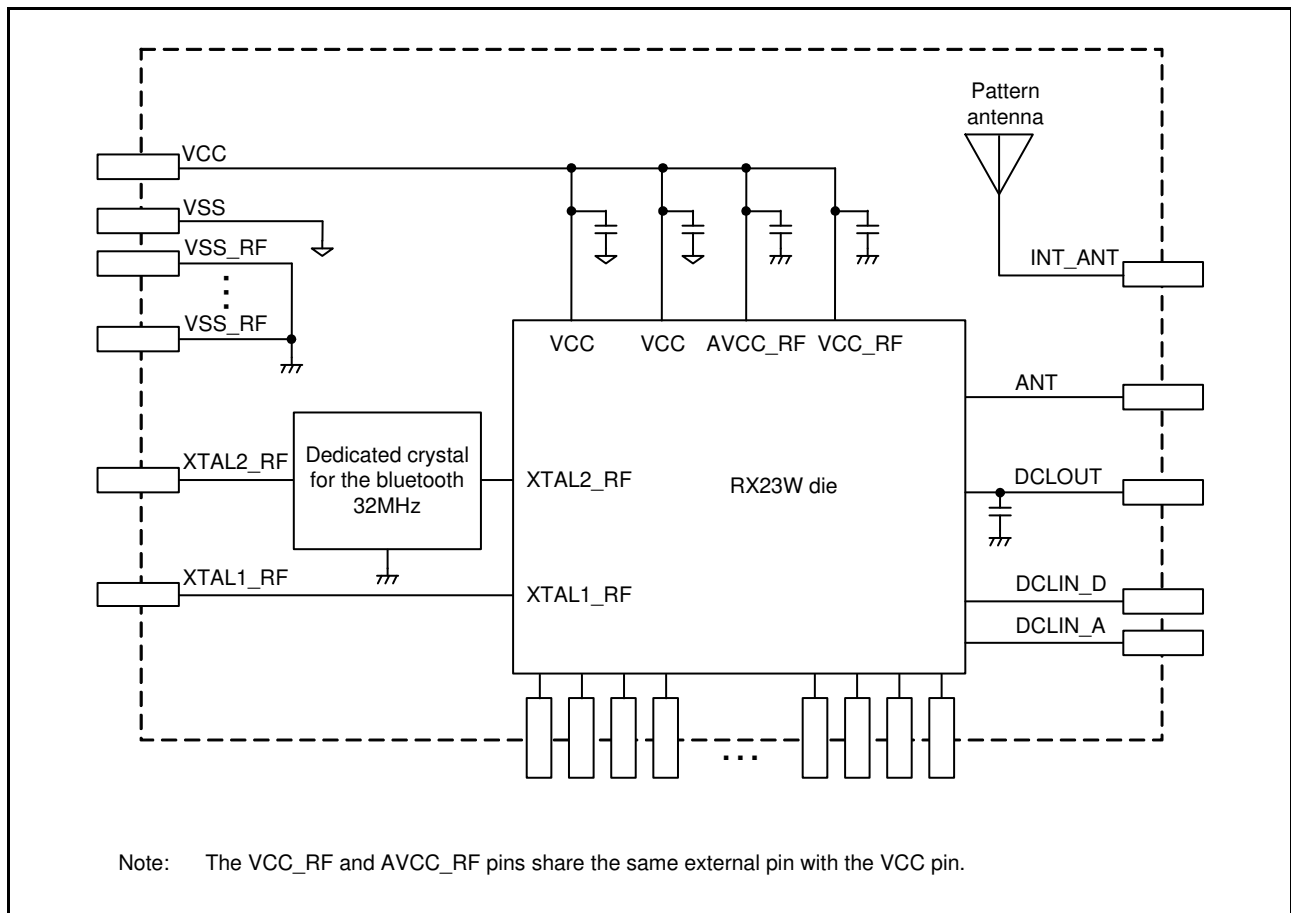 Pattern
antenna
VCC
VSS
VSS_RF
VSS_RF
INT_ANT
VCC VCC AVCC_RF VCC_RF
ANT
XTAL2_RF
Dedicated crystal
for the bluetooth
32MHz
XTAL2_RF
RX23W die
DCLOUT
XTAL1_RF
XTAL1_RF
DCLIN_D
DCLIN_A
...
Note: The VCC_RF and AVCC_RF pins share the same external pin with the VCC pin.